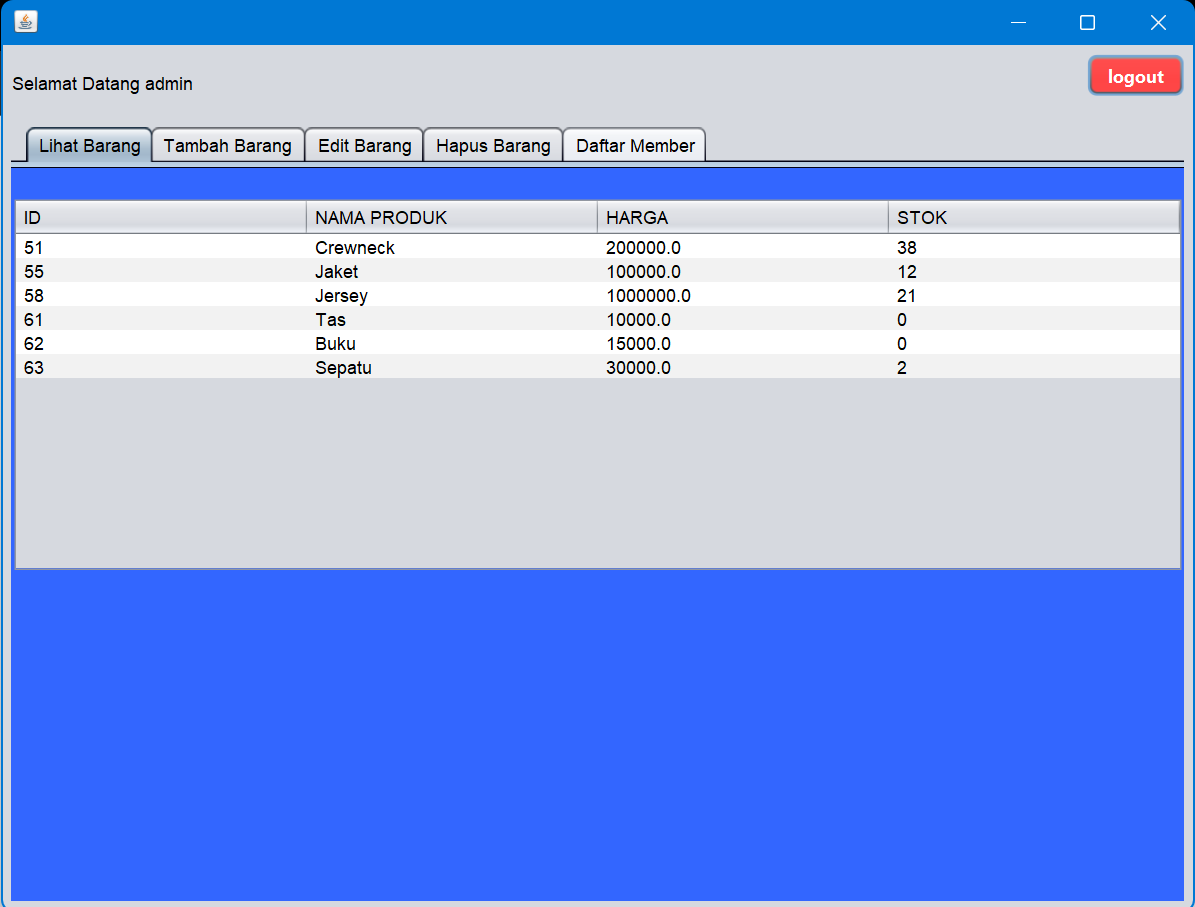 Selamat Datang admin
logout
Lihat Barang Tambah Barang Edit Barang Hapus Barang Daftar Member
ID NAMA PRODUK HARGA STOK
51 Crewneck 200000.0 38
55 Jaket 100000.0 12
58 Jersey 1000000.0 21
61 Tas 10000.0 0
62 Buku 15000.0 0
63 Sepatu 30000.0 2